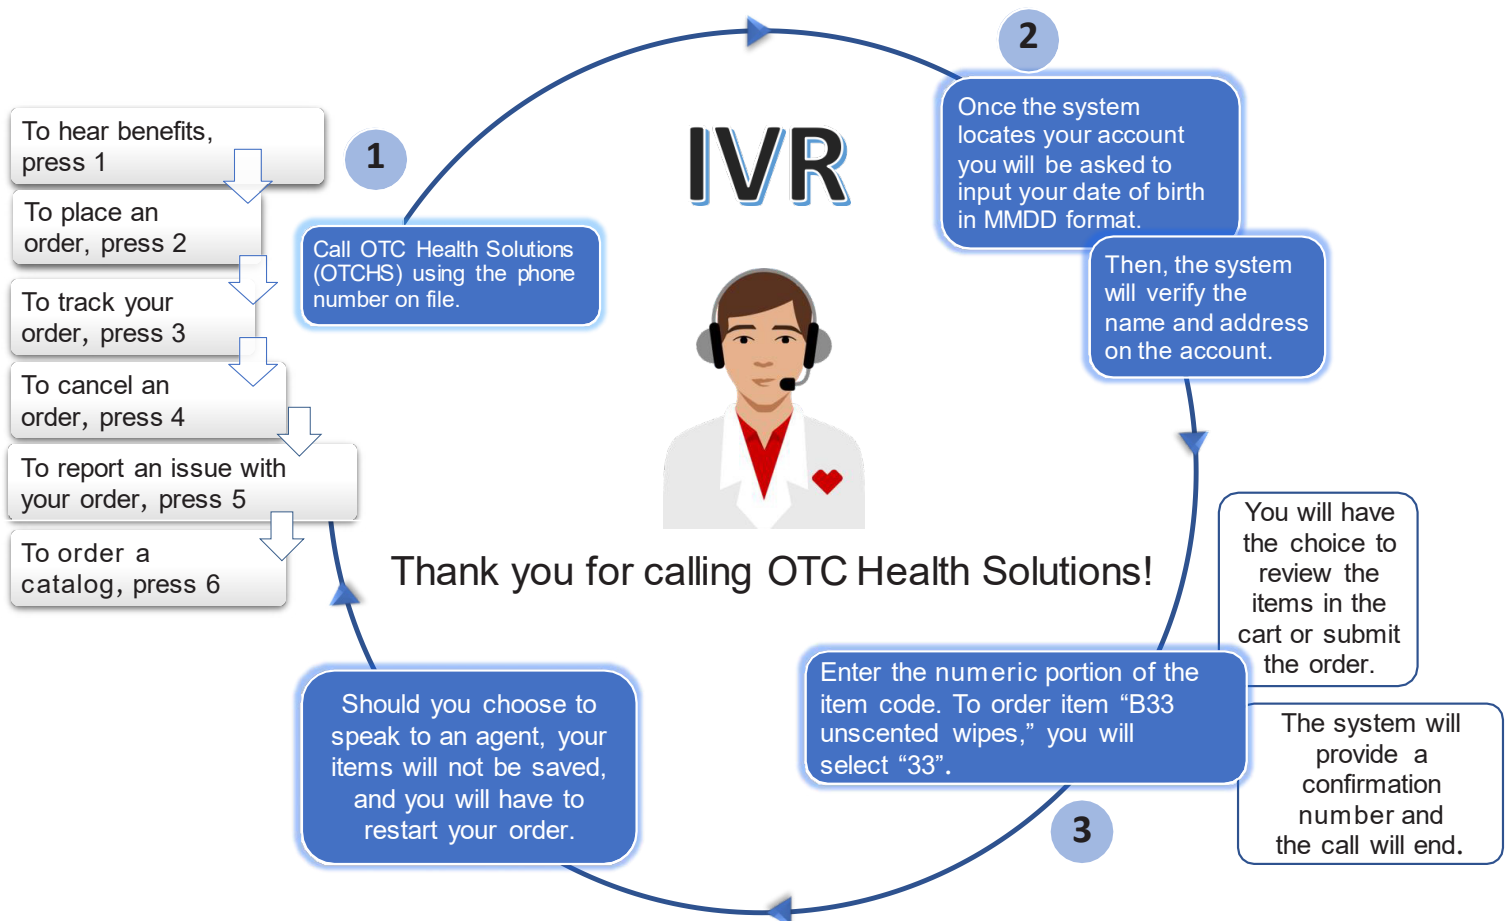 IVR
1
Call OTC Health Solutions
(OTCHS) using the phone
number on file.
To hear benefits,
press 1
To place an
order, press 2
To track your
order, press 3
To cancel an
order, press 4
To report an issue with
your order, press 5
To order a
catalog, press 6
2
Once the system
locates your account
you will be asked to
input your date of birth
in MMDD format.
Then, the system
will verify the
name and address
on the account.
3
Enter the numeric portion of the
item code. To order item “B33
unscented wipes,” you will
select “33”.
You will have
the choice to
review the
items in the
cart or submit
the order.
The system will
provide a
confirmation
number and
the call will end.
Should you choose to
speak to an agent, your
items will not be saved,
and you will have to
restart your order.
Thank you for calling OTC Health Solutions!